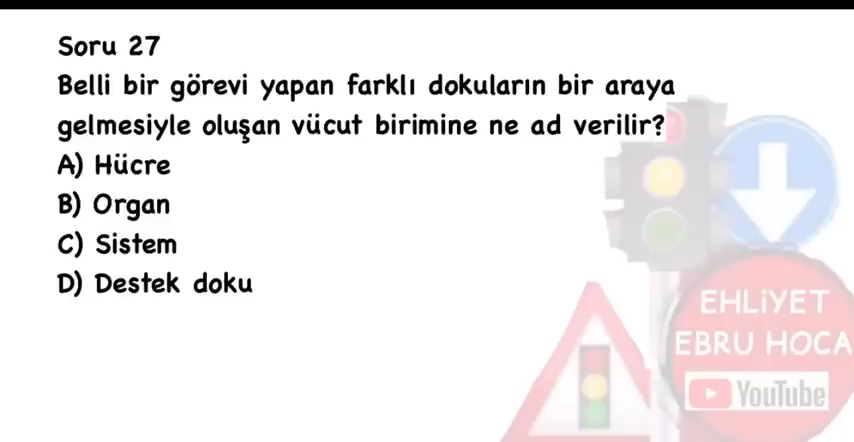 Soru 27
Belli bir görevi yapan farklı dokuların bir araya
gelmesiyle oluşan vücut birimine ne ad verilir?
A) Hücre
B) Organ
C) Sistem
D) Destek doku
EHLİYET
EBRU HOCA
YouTube